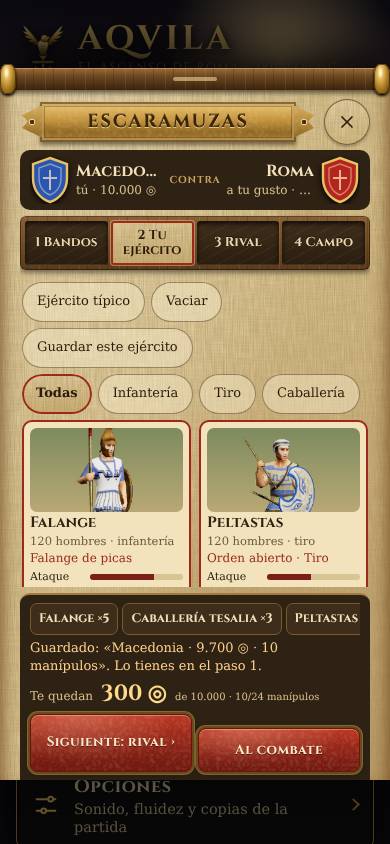 AQVILA
ESCARAMUZAS
MACEDO...
tú · 10.000 ◎
CONTRA
ROMA
a tu gusto · ...
1 BANDOS
2 TU
EJÉRCITO
3 RIVAL
4 CAMPO
Ejército típico
Vaciar
Guardar este ejército
Todas
Infantería
Tiro
Caballería
FALANGE
120 hombres · infantería
Falange de picas
Ataque
PELTASTAS
120 hombres · tiro
Orden abierto · Tiro
Ataque
FALANGE ×5
CABALLERÍA TESALIA ×3
PELTASTAS
Guardado: «Macedonia · 9.700 ◎ · 10
manípulos». Lo tienes en el paso 1.
Te quedan 300 ◎ de 10.000 · 10/24 manípulos
SIGUIENTE: RIVAL ›
AL COMBATE
OPCIONES
Sonido, fluidez y copias de la
partida